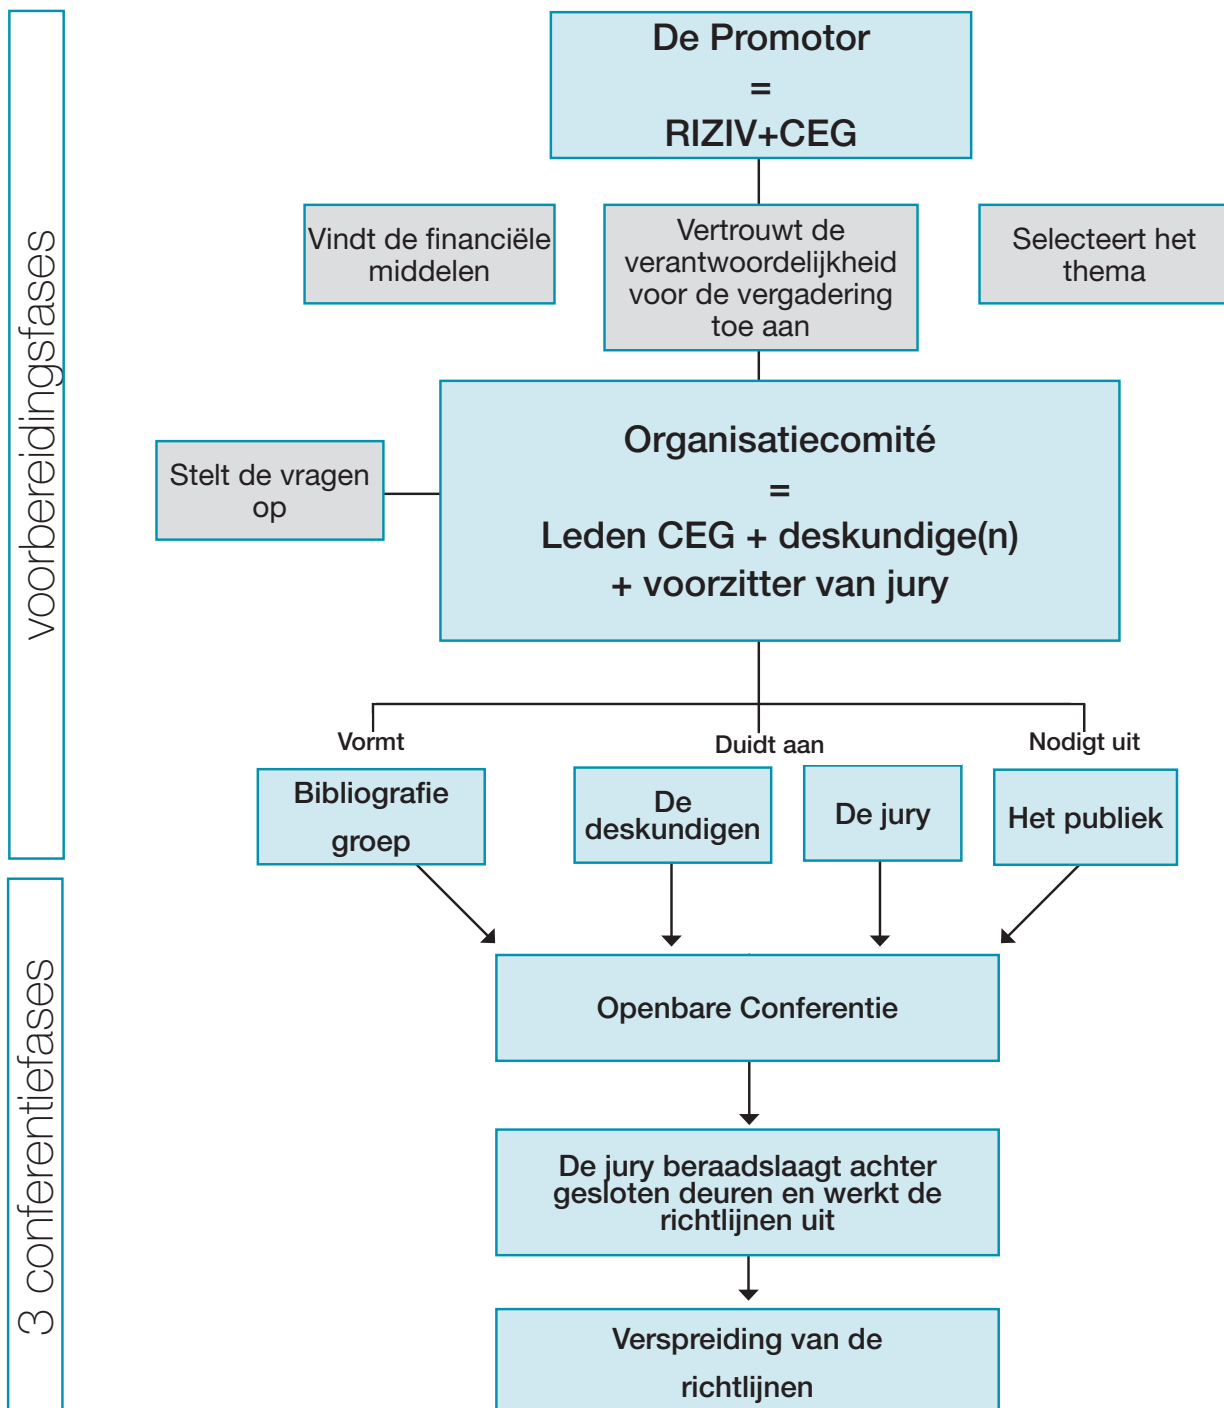 voorbereidingsfases
De Promotor
=
RIZIV+CEG
Vindt de financiële
middelen
Vertrouwt de
verantwoordelijkheid
voor de vergadering
toe aan
Selecteert het
thema
Stelt de vragen
op
Organisatiecomité
=
Leden CEG + deskundige(n)
+ voorzitter van jury
Vormt
Duidt aan
Nodigt uit
Bibliografie
groep
De
deskundigen
De jury
Het publiek
3 conferentiefases
Openbare Conferentie
De jury beraadslaagt achter
gesloten deuren en werkt de
richtlijnen uit
Verspreiding van de
richtlijnen